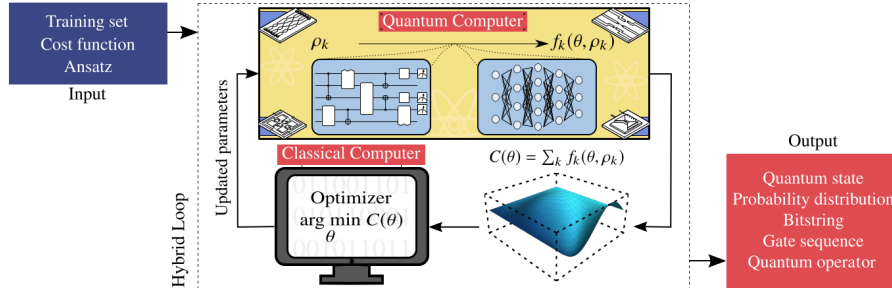 Training set
Cost function
Ansatz
Input
Quantum Computer
ρₖ
fₖ(θ, ρₖ)
Updated parameters
Hybrid Loop
Classical Computer
Optimizer
arg min C(θ)
θ
C(θ) = ∑ₖ fₖ(θ, ρₖ)
Output
Quantum state
Probability distribution
Bitstring
Gate sequence
Quantum operator